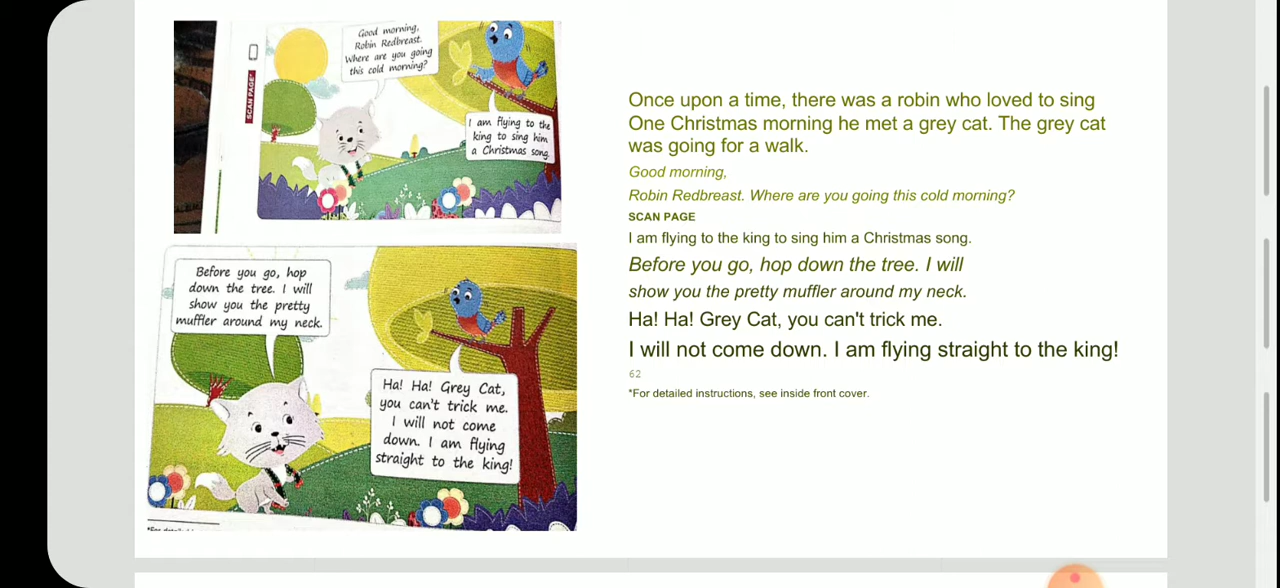 Good morning,
Robin Redbreast.
Where are you going
this cold morning?
SCAN PAGE*
I am flying to the
king to sing him
a Christmas song.
Before you go, hop
down the tree. I will
show you the pretty
muffler around my neck.
Ha! Ha! Grey Cat,
you can't trick me.
I will not come
down. I am flying
straight to the king!
Once upon a time, there was a robin who loved to sing
One Christmas morning he met a grey cat. The grey cat
was going for a walk.
Good morning,
Robin Redbreast. Where are you going this cold morning?
SCAN PAGE
I am flying to the king to sing him a Christmas song.
Before you go, hop down the tree. I will
show you the pretty muffler around my neck.
Ha! Ha! Grey Cat, you can't trick me.
I will not come down. I am flying straight to the king!
62
*For detailed instructions, see inside front cover.